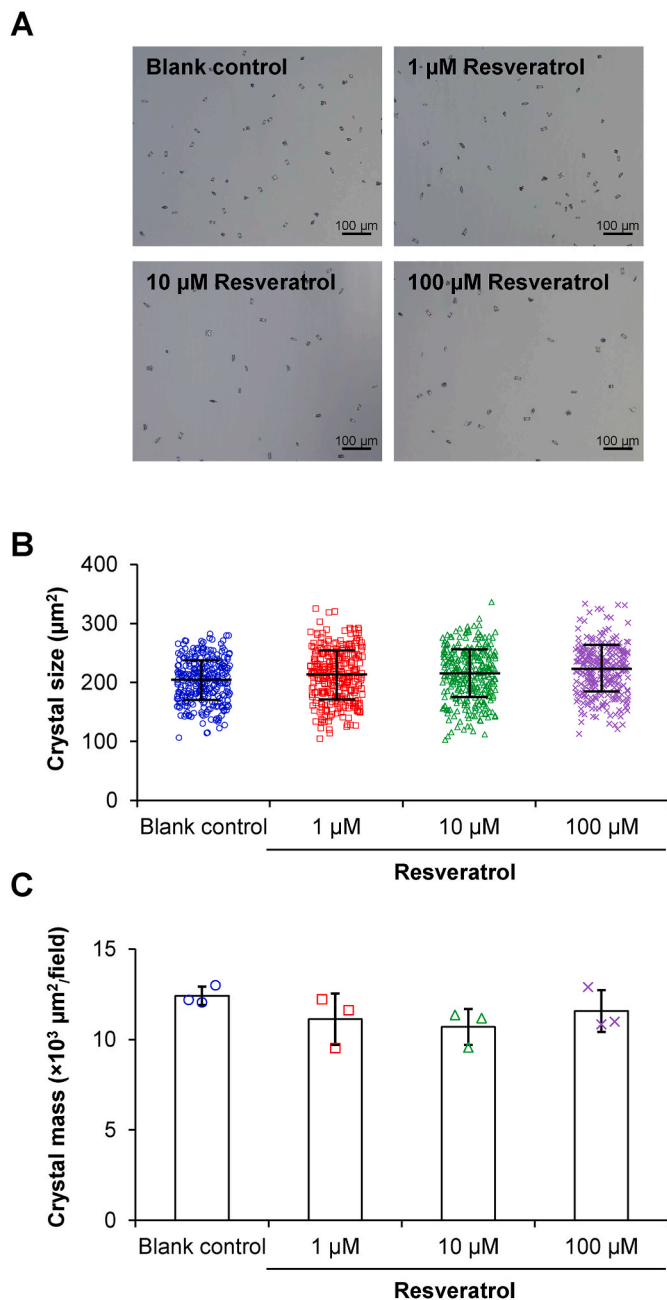 A
Blank control
1 µM Resveratrol
100 µm
100 µm
10 µM Resveratrol
100 µM Resveratrol
100 µm
100 µm
B
Crystal size (µm²)
400
300
200
100
0
Blank control
1 µM
10 µM
100 µM
Resveratrol
C
Crystal mass (×10³ µm²/field)
15
10
5
0
Blank control
1 µM
10 µM
100 µM
Resveratrol